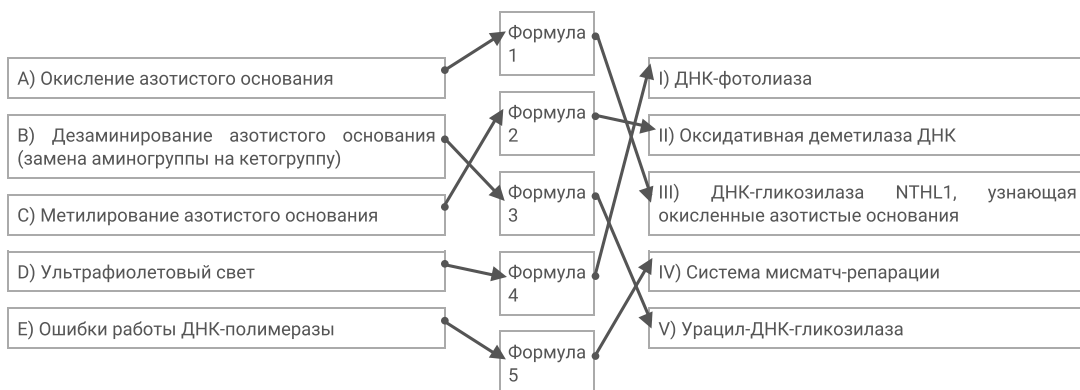 A) Окисление азотистого основания
B) Дезаминирование азотистого основания
(замена аминогруппы на кетогруппу)
C) Метилирование азотистого основания
D) Ультрафиолетовый свет
E) Ошибки работы ДНК-полимеразы
Формула
1
Формула
2
Формула
3
Формула
4
Формула
5
I) ДНК-фотолиаза
II) Оксидативная деметилаза ДНК
III) ДНК-гликозилаза NTHL1, узнающая
окисленные азотистые основания
IV) Система мисматч-репарации
V) Урацил-ДНК-гликозилаза